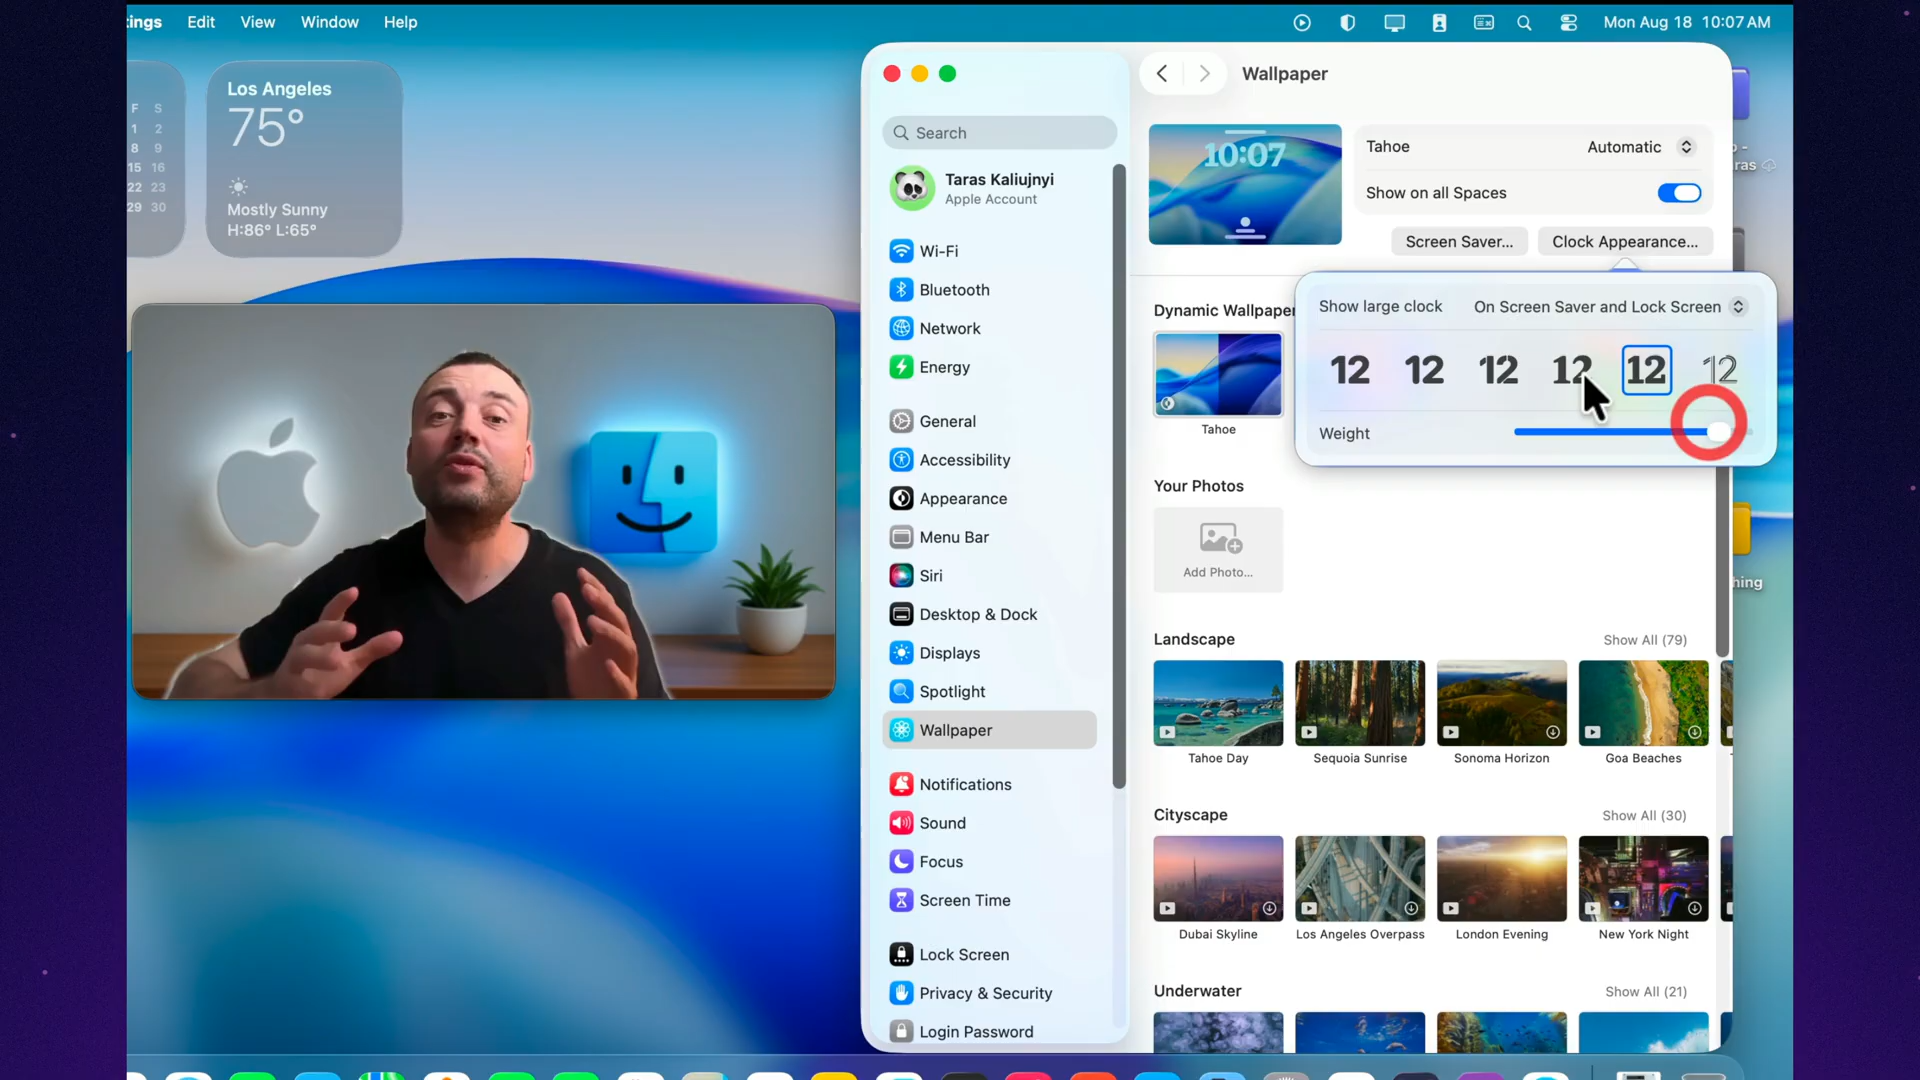 tings Edit View Window Help
Mon Aug 18 10:07 AM
F S
1 2
8 9
15 16
22 23
29 30
Los Angeles
75°
Mostly Sunny
H:86° L:65°
Search
Taras Kaliujnyi
Apple Account
Wi-Fi
Bluetooth
Network
Energy
General
Accessibility
Appearance
Menu Bar
Siri
Desktop & Dock
Displays
Spotlight
Wallpaper
Notifications
Sound
Focus
Screen Time
Lock Screen
Privacy & Security
Login Password
Wallpaper
10:07
Tahoe Automatic
Show on all Spaces
Screen Saver... Clock Appearance...
Show large clock On Screen Saver and Lock Screen
12 12 12 12 12 12
Weight
Dynamic Wallpaper
Tahoe
Your Photos
Add Photo...
Landscape Show All (79)
Tahoe Day Sequoia Sunrise Sonoma Horizon Goa Beaches
Cityscape Show All (30)
Dubai Skyline Los Angeles Overpass London Evening New York Night
Underwater Show All (21)
ras
hing